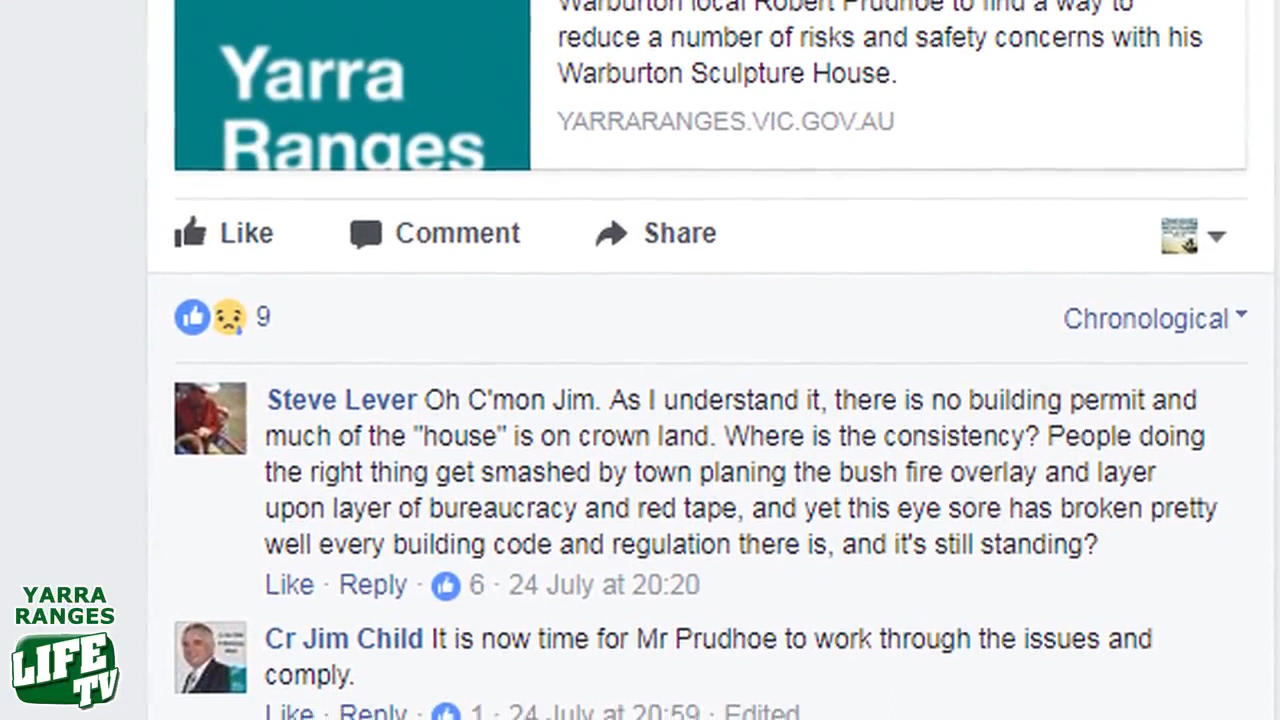 Warburton local Robert Prudhoe to find a way to
reduce a number of risks and safety concerns with his
Warburton Sculpture House.
YARRARANGES.VIC.GOV.AU
Yarra
Ranges
Like Comment Share
9 Chronological
Steve Lever Oh C'mon Jim. As I understand it, there is no building permit and
much of the "house" is on crown land. Where is the consistency? People doing
the right thing get smashed by town planing the bush fire overlay and layer
upon layer of bureaucracy and red tape, and yet this eye sore has broken pretty
well every building code and regulation there is, and it's still standing?
Like · Reply · 6 · 24 July at 20:20
Cr Jim Child It is now time for Mr Prudhoe to work through the issues and
comply.
Like · Reply · 1 · 24 July at 20:59 · Edited
YARRA
RANGES
LIFE
TV